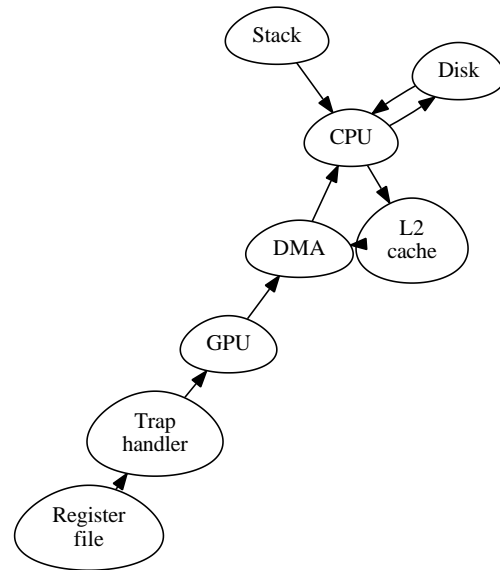 Stack
Disk
CPU
L2
cache
DMA
GPU
Trap
handler
Register
file